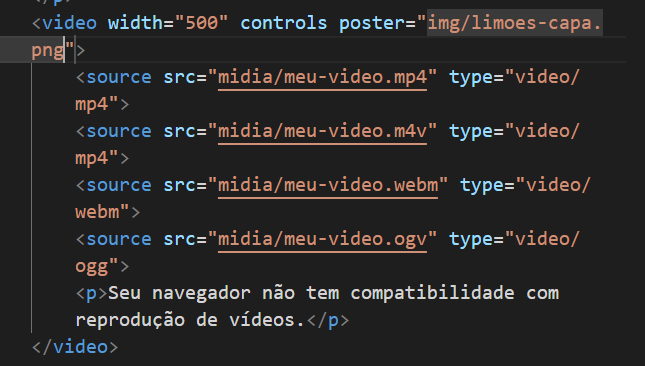 <video width="500" controls poster="img/limoes-capa.
png">
<source src="midia/meu-video.mp4" type="video/
mp4">
<source src="midia/meu-video.m4v" type="video/
mp4">
<source src="midia/meu-video.webm" type="video/
webm">
<source src="midia/meu-video.ogv" type="video/
ogg">
<p>Seu navegador não tem compatibilidade com
reprodução de vídeos.</p>
</video>